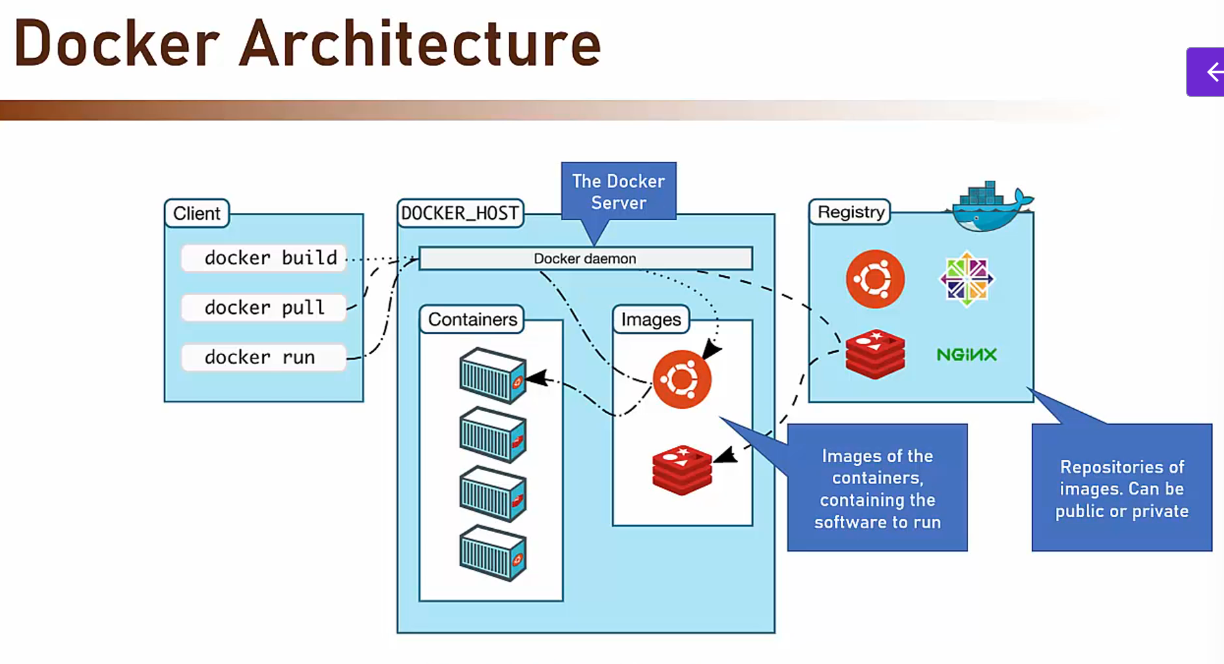 Docker Architecture
The Docker
Server
Client
DOCKER_HOST
Registry
docker build
Docker daemon
docker pull
docker run
Containers
Images
NGINX
Images of the
containers,
containing the
software to run
Repositories of
images. Can be
public or private